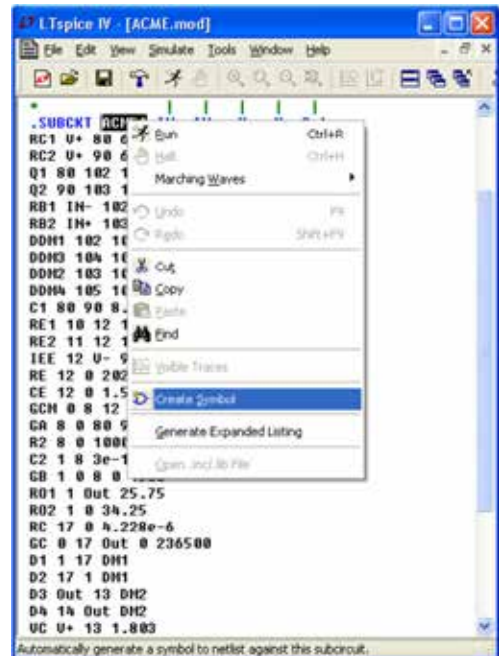 LTspice IV - [ACME.mod]
File Edit View Simulate Tools Window Help
.SUBCKT
RC1 V+ 80 6
RC2 V+ 90 6
Q1 80 102 1
Q2 90 103 1
RB1 IN- 102
RB2 IN+ 103
DDM1 102 10
DDM3 104 10
DDM2 103 10
DDM4 105 10
C1 80 90 8.
RE1 10 12 1
RE2 11 12 1
IEE 12 V- 9
RE 12 0 202
CE 12 0 1.5
GCM 0 8 12
GA 8 0 80 9
R2 8 0 1000
C2 1 8 3e-1
GB 1 0 8 0
RO1 1 Out 25.75
RO2 1 0 34.25
RC 17 0 4.228e-6
GC 0 17 Out 0 236500
D1 1 17 DM1
D2 17 1 DM1
D3 Out 13 DM2
D4 14 Out DM2
VC V+ 13 1.803
Run Ctrl+R
Halt Ctrl+H
Marching Waves
Undo F9
Redo Shift+F9
Cut
Copy
Paste
Find
Visible Traces
Create Symbol
Generate Expanded Listing
Open .inc/.lib File
Automatically generate a symbol to netlist against this subcircuit.